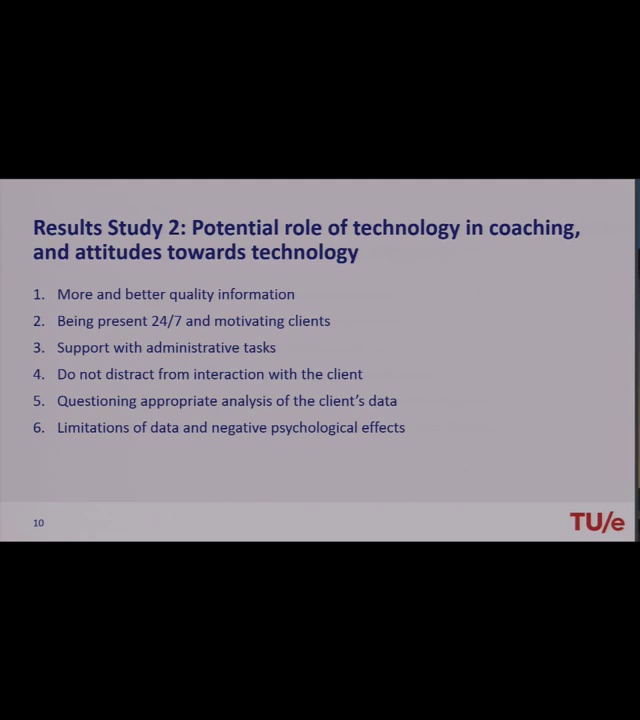 Results Study 2: Potential role of technology in coaching,
and attitudes towards technology
1. More and better quality information
2. Being present 24/7 and motivating clients
3. Support with administrative tasks
4. Do not distract from interaction with the client
5. Questioning appropriate analysis of the client's data
6. Limitations of data and negative psychological effects
10
TU/e